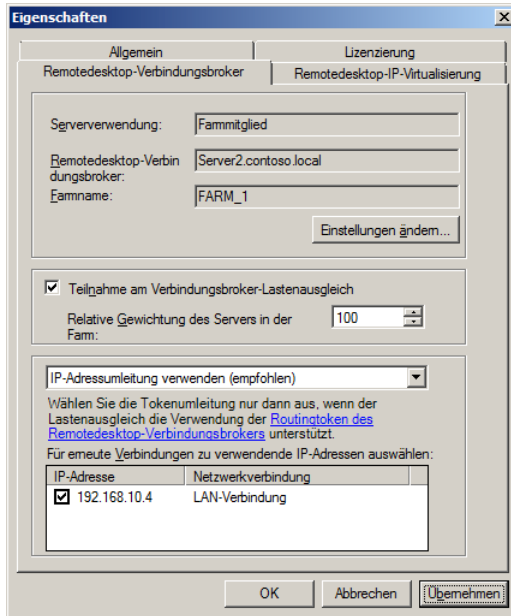 Eigenschaften
Allgemein
Lizenzierung
Remotedesktop-Verbindungsbroker
Remotedesktop-IP-Virtualisierung
Serververwendung:
Farmmitglied
Remotedesktop-Verbin
dungsbroker:
Server2.contoso.local
Farmname:
FARM_1
Einstellungen ändern...
Teilnahme am Verbindungsbroker-Lastenausgleich
Relative Gewichtung des Servers in der
Farm:
100
IP-Adressumleitung verwenden (empfohlen)
Wählen Sie die Tokenumleitung nur dann aus, wenn der
Lastenausgleich die Verwendung der Routingtoken des
Remotedesktop-Verbindungsbrokers unterstützt.
Für erneute Verbindungen zu verwendende IP-Adressen auswählen:
IP-Adresse
Netzwerkverbindung
192.168.10.4
LAN-Verbindung
OK
Abbrechen
Übernehmen